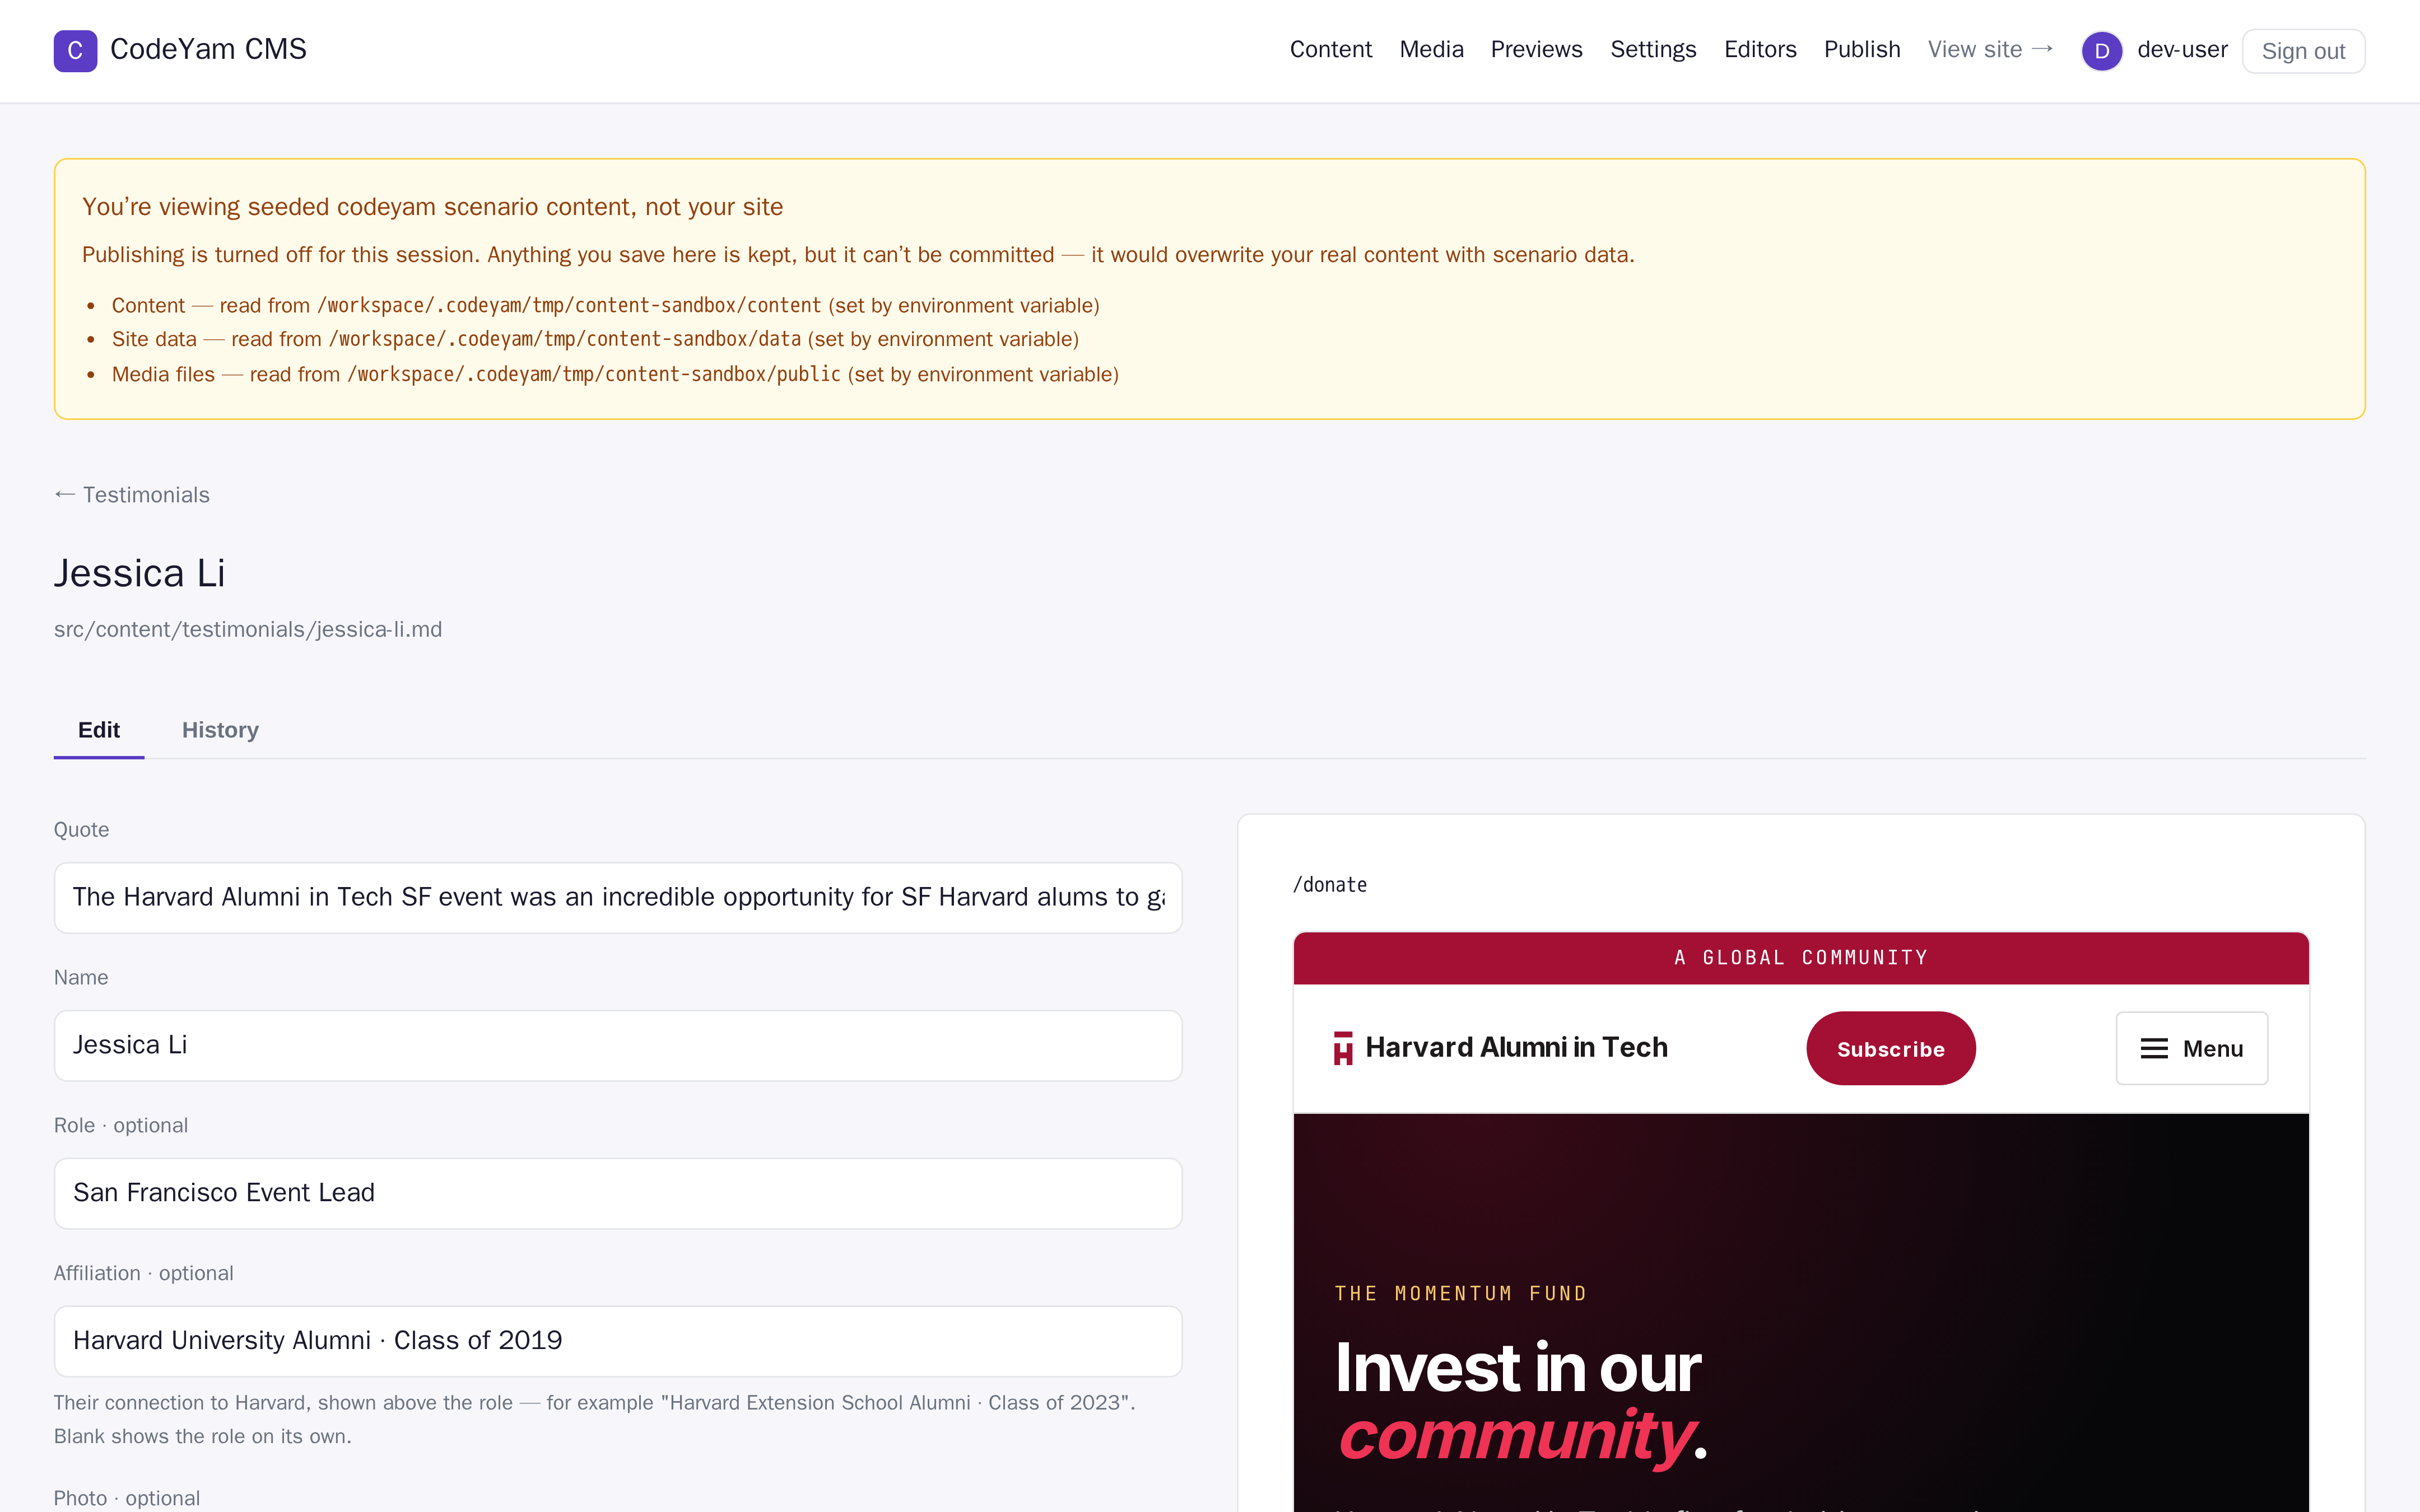 C CodeYam CMS
Content Media Previews Settings Editors Publish View site → D dev-user Sign out
You’re viewing seeded codeyam scenario content, not your site
Publishing is turned off for this session. Anything you save here is kept, but it can’t be committed — it would overwrite your real content with scenario data.
• Content — read from /workspace/.codeyam/tmp/content-sandbox/content (set by environment variable)
• Site data — read from /workspace/.codeyam/tmp/content-sandbox/data (set by environment variable)
• Media files — read from /workspace/.codeyam/tmp/content-sandbox/public (set by environment variable)
← Testimonials
Jessica Li
src/content/testimonials/jessica-li.md
Edit History
Quote
The Harvard Alumni in Tech SF event was an incredible opportunity for SF Harvard alums to
Name
Jessica Li
Role · optional
San Francisco Event Lead
Affiliation · optional
Harvard University Alumni · Class of 2019
Their connection to Harvard, shown above the role — for example "Harvard Extension School Alumni · Class of 2023".
Blank shows the role on its own.
Photo · optional
/donate
A GLOBAL COMMUNITY
Harvard Alumni in Tech
Subscribe
Menu
THE MOMENTUM FUND
Invest in our
community.